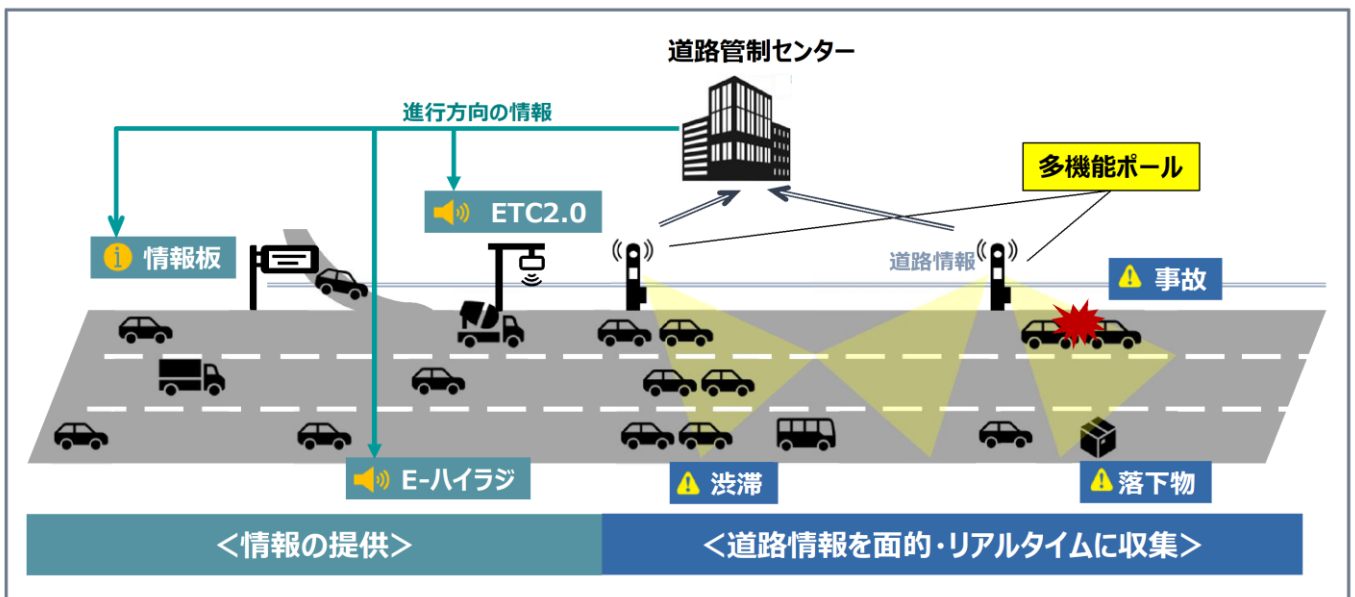 道路管制センター
進行方向の情報
多機能ポール
ETC2.0
情報板
道路情報
事故
E-ハイラジ
渋滞
落下物
＜情報の提供＞
＜道路情報を面的・リアルタイムに収集＞